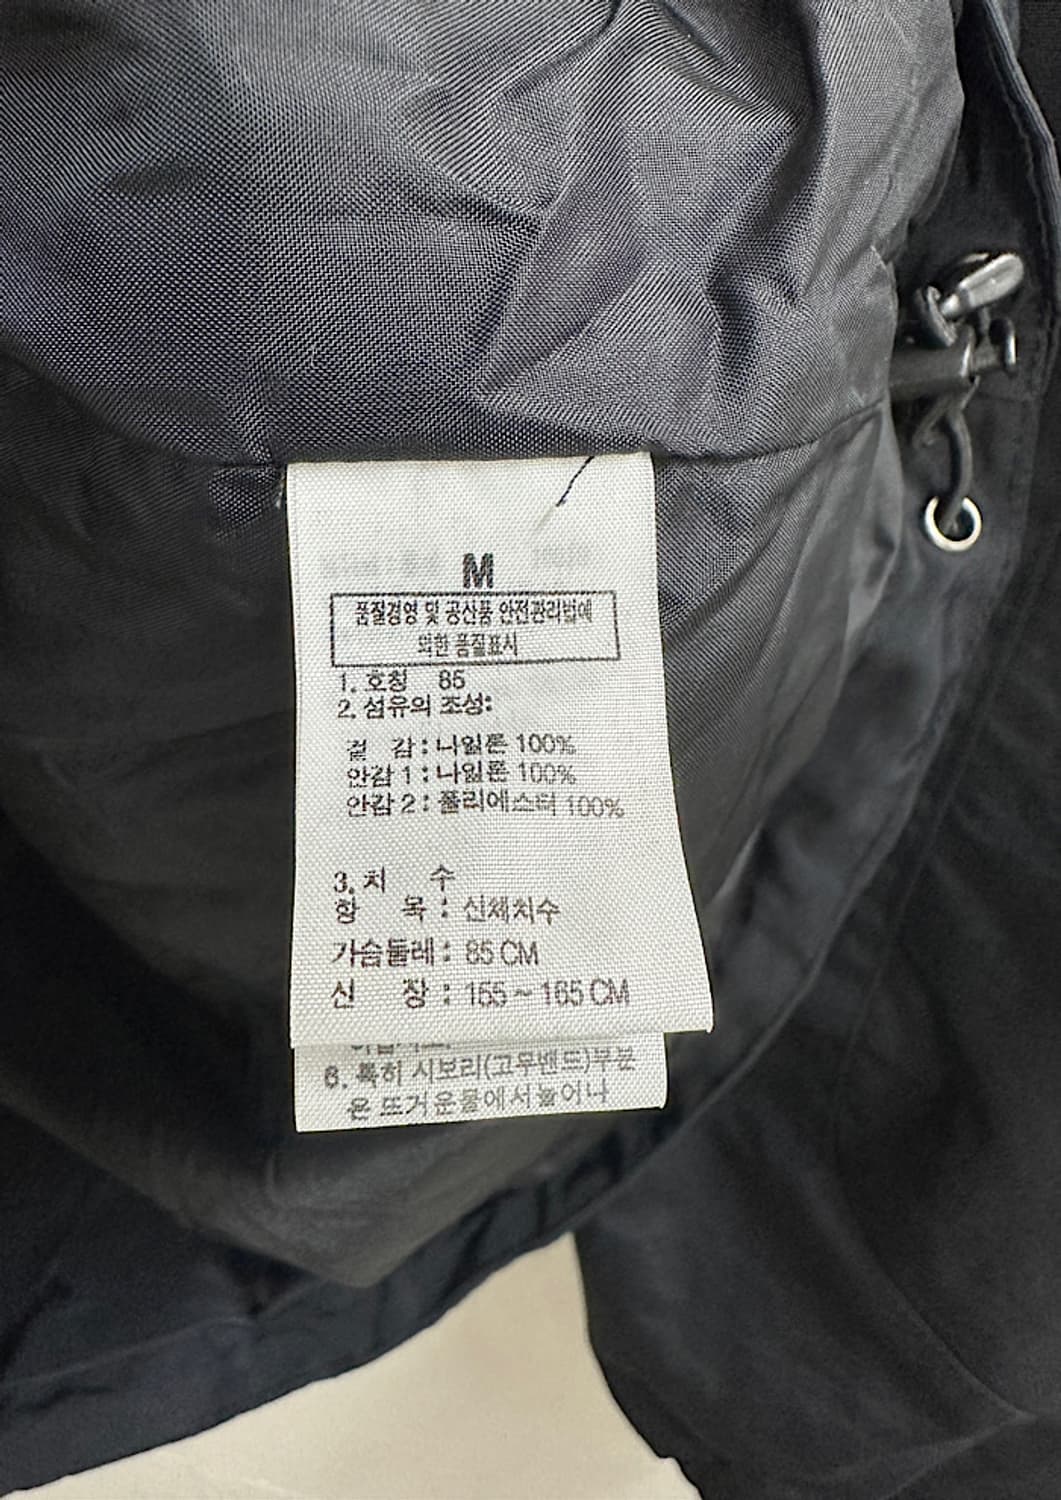 M
품질경영 및 공산품 안전관리법에
의한 품질표시
1. 호칭 85
2. 섬유의 조성:
겉 감 : 나일론 100%
안감 1 : 나일론 100%
안감 2 : 폴리에스터 100%
3. 치 수
항 목 : 신체치수
가슴둘레 : 85 CM
신 장 : 155 ~ 165 CM
6. 특히 시보리(고무밴드)부분
은 뜨거운물에서늘어나